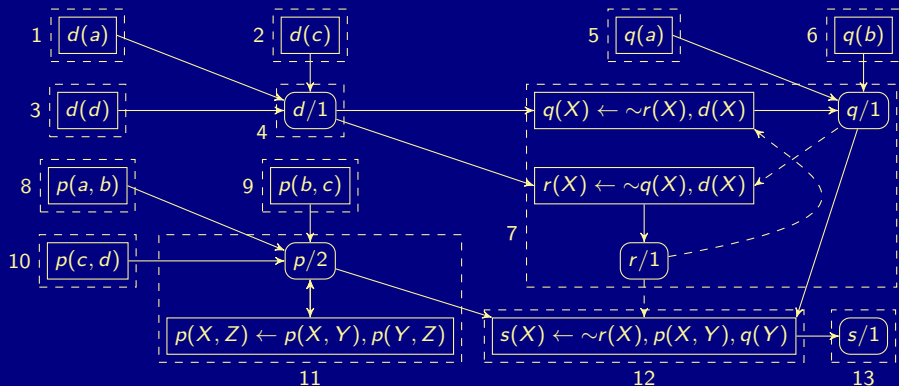 1 d(a) 2 d(c) 5 q(a) 6 q(b)
3 d(d) d/1 q(X) ← ∼r(X), d(X) q/1
4
8 p(a, b) 9 p(b, c) r(X) ← ∼q(X), d(X)
7
10 p(c, d) p/2 r/1
p(X, Z) ← p(X, Y), p(Y, Z) s(X) ← ∼r(X), p(X, Y), q(Y) s/1
11 12 13